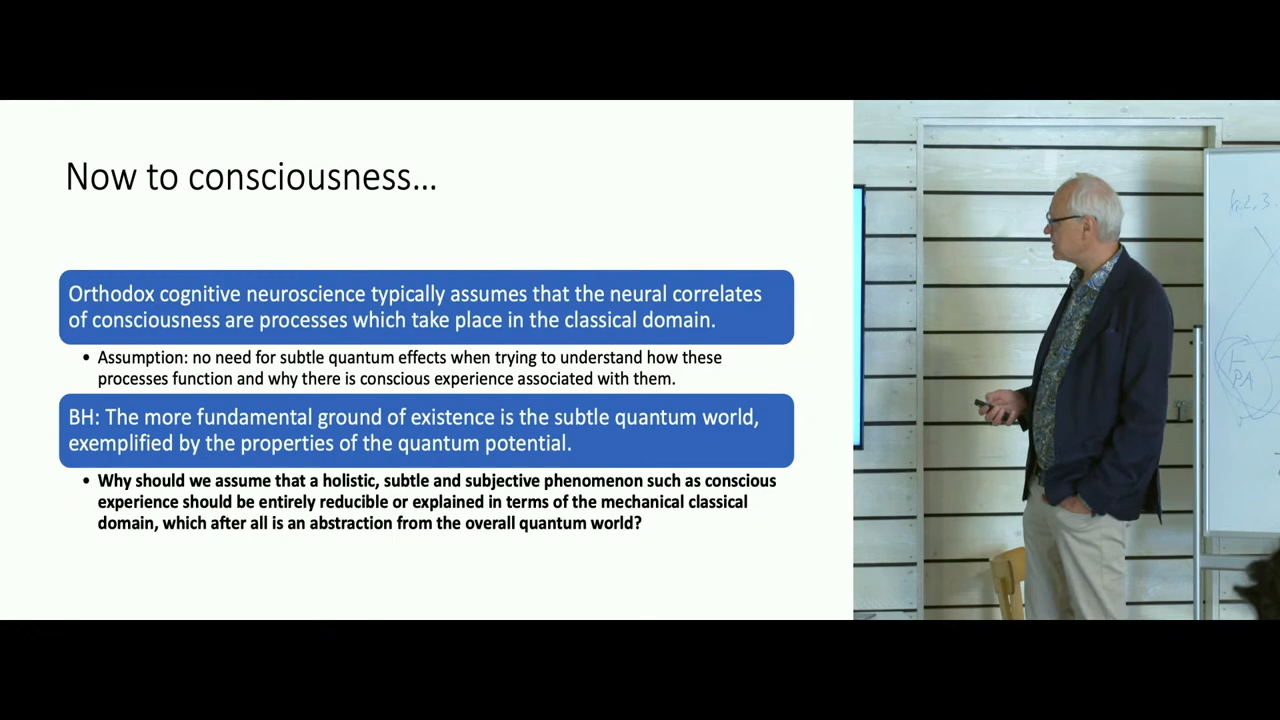 Now to consciousness...
Orthodox cognitive neuroscience typically assumes that the neural correlates
of consciousness are processes which take place in the classical domain.
• Assumption: no need for subtle quantum effects when trying to understand how these
processes function and why there is conscious experience associated with them.
BH: The more fundamental ground of existence is the subtle quantum world,
exemplified by the properties of the quantum potential.
• Why should we assume that a holistic, subtle and subjective phenomenon such as conscious
experience should be entirely reducible or explained in terms of the mechanical classical
domain, which after all is an abstraction from the overall quantum world?
PA